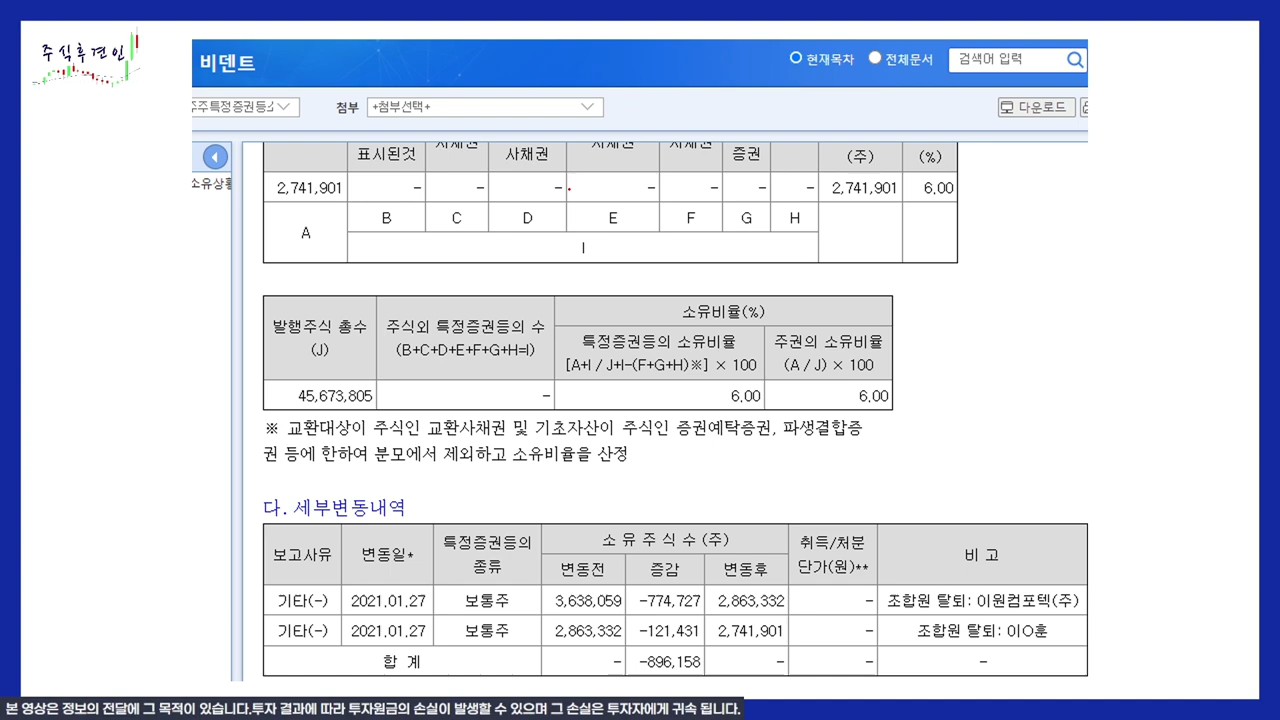 주식후견인
비덴트
현재목차 전체문서 검색어 입력
첨부 +첨부선택+ 다운로드
표시된것 사채권 증권 (주) (%)
2,741,901 - - - - - - - 2,741,901 6.00
A B C D E F G H
I
발행주식 총수 (J) 주식외 특정증권등의 수 (B+C+D+E+F+G+H=I) 소유비율(%)
특정증권등의 소유비율 [A+I / J+I-(F+G+H)※] × 100 주권의 소유비율 (A / J) × 100
45,673,805 - 6.00 6.00
※ 교환대상이 주식인 교환사채권 및 기초자산이 주식인 증권예탁증권, 파생결합증
권 등에 한하여 분모에서 제외하고 소유비율을 산정
다. 세부변동내역
보고사유 변동일* 특정증권등의 종류 소 유 주 식 수 (주) 취득/처분 단가(원)** 비 고
변동전 증감 변동후
기타(-) 2021.01.27 보통주 3,638,059 -774,727 2,863,332 - 조합원 탈퇴: 이원컴포텍(주)
기타(-) 2021.01.27 보통주 2,863,332 -121,431 2,741,901 - 조합원 탈퇴: 이O훈
합 계 - -896,158 - - -
본 영상은 정보의 전달에 그 목적이 있습니다.투자 결과에 따라 투자원금의 손실이 발생할 수 있으며 그 손실은 투자자에게 귀속 됩니다.